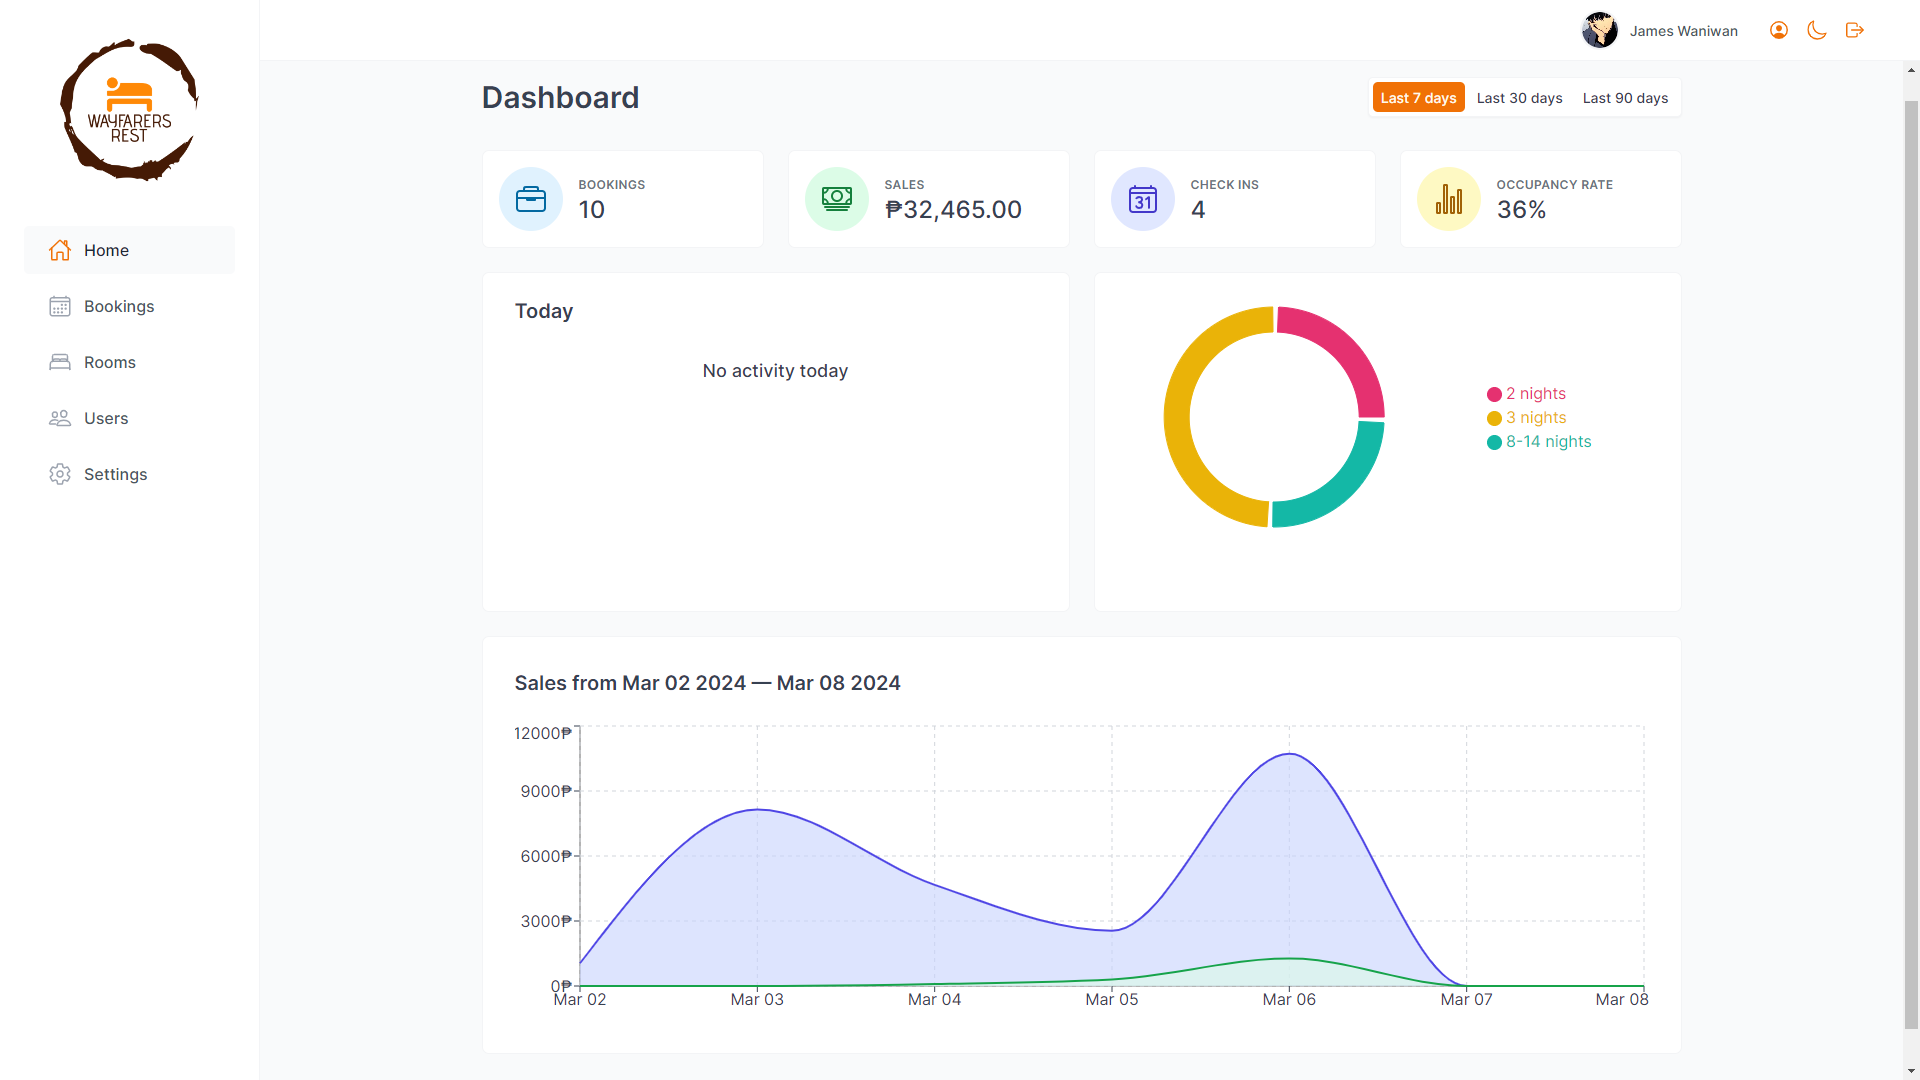 James Waniwan
WAYFARERS
REST
Home
Bookings
Rooms
Users
Settings
Dashboard
Last 7 days Last 30 days Last 90 days
BOOKINGS
10
SALES
₱32,465.00
CHECK INS
4
OCCUPANCY RATE
36%
31
Today
No activity today
2 nights
3 nights
8-14 nights
Sales from Mar 02 2024 — Mar 08 2024
12000₱
9000₱
6000₱
3000₱
0₱
Mar 02 Mar 03 Mar 04 Mar 05 Mar 06 Mar 07 Mar 08